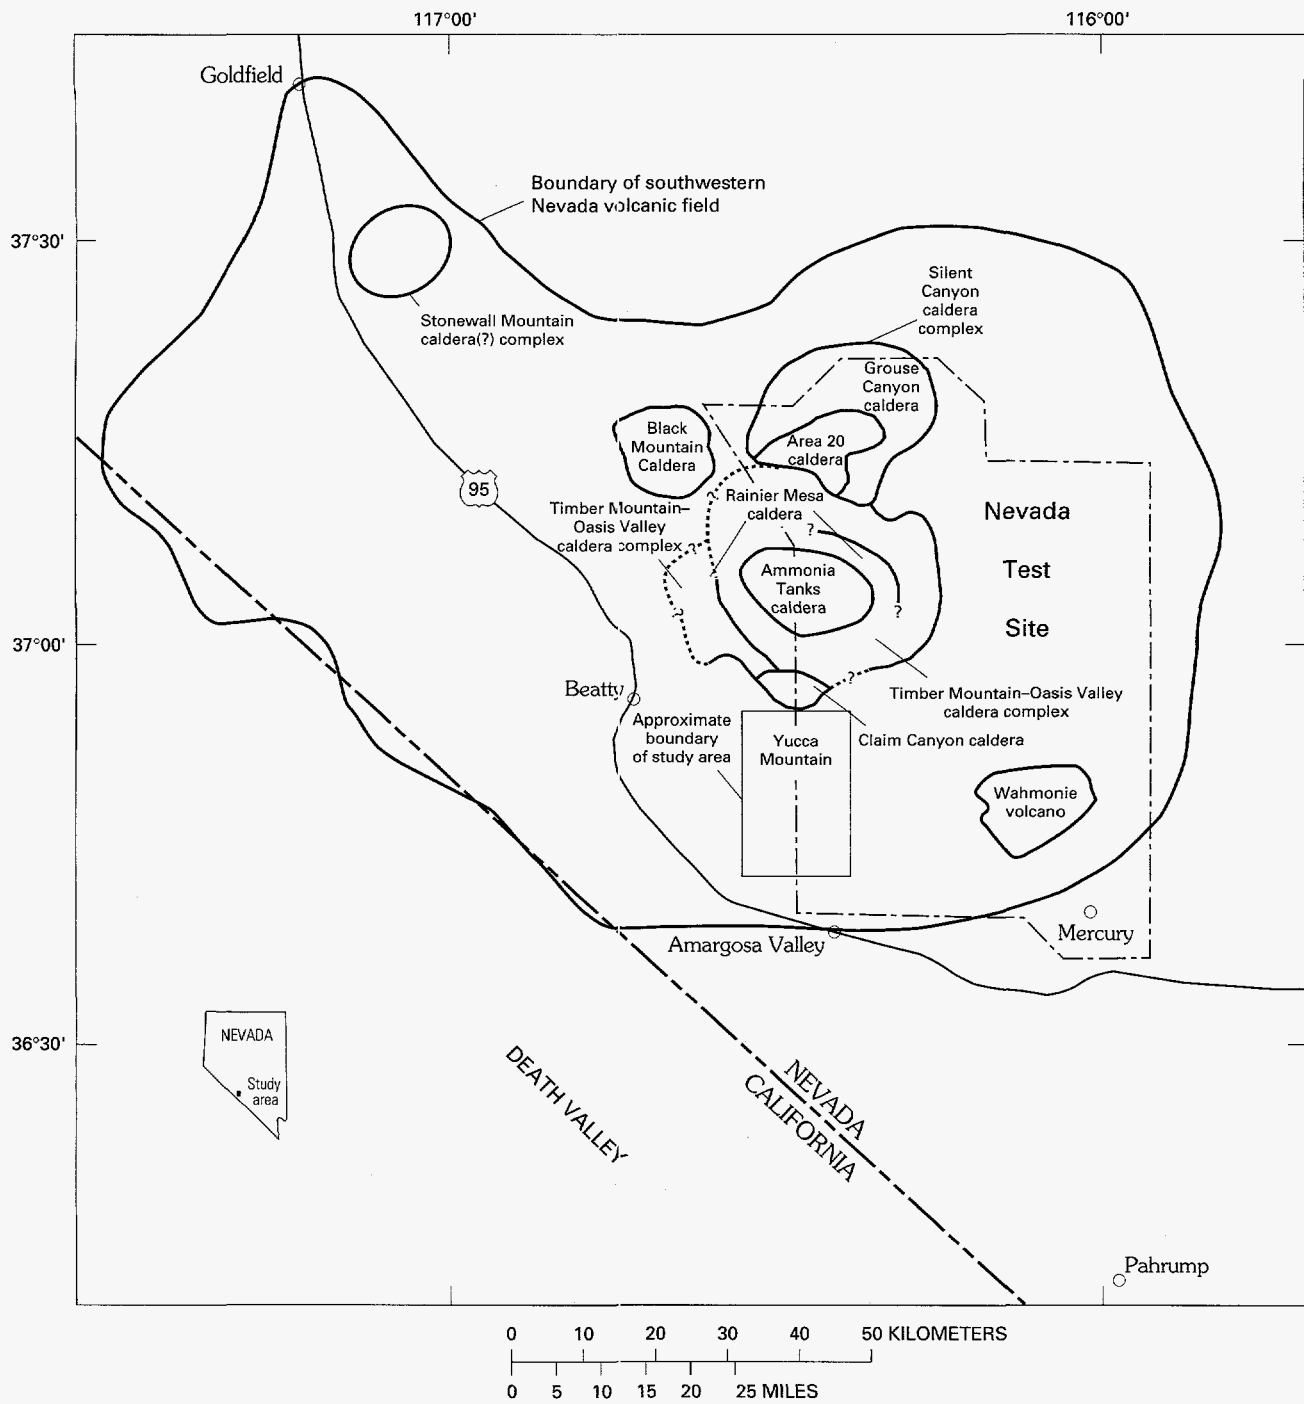 117°00'
116°00'
Goldfield
Boundary of southwestern
Nevada volcanic field
37°30'
Silent
Canyon
caldera
complex
Stonewall Mountain
caldera(?) complex
Grouse
Canyon
caldera
Black
Mountain
Caldera
Area 20
caldera
95
Rainier Mesa
caldera
Timber Mountain–
Oasis Valley
caldera complex
?
?
?
?
?
?
Nevada
Test
Site
Ammonia
Tanks
caldera
37°00'
Beatty
Timber Mountain–Oasis Valley
caldera complex
Approximate
boundary
of study area
Yucca
Mountain
Claim Canyon caldera
Wahmonie
volcano
Mercury
Amargosa Valley
36°30'
NEVADA
Study
area
DEATH VALLEY
NEVADA
CALIFORNIA
Pahrump
0 10 20 30 40 50 KILOMETERS
0 5 10 15 20 25 MILES